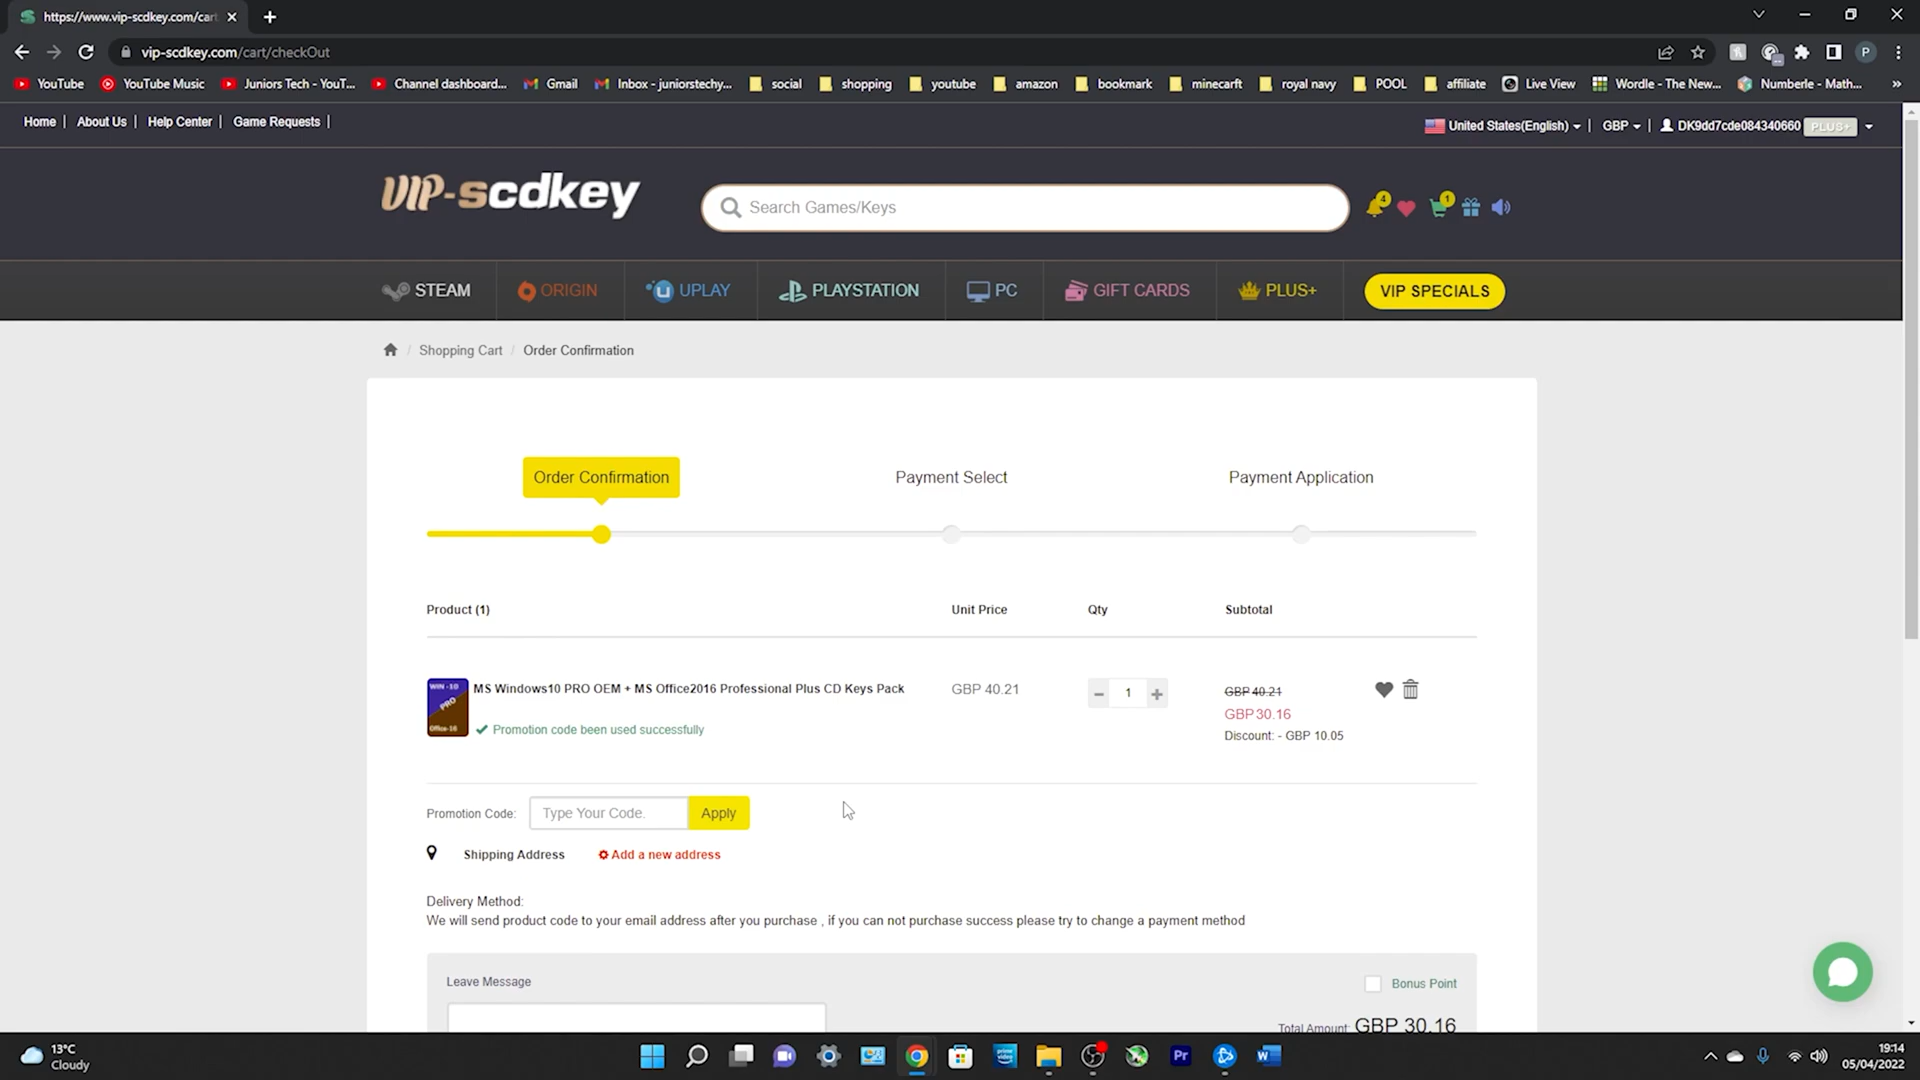 https://www.vip-scdkey.com/cart
vip-scdkey.com/cart/checkOut
YouTube YouTube Music Juniors Tech - YouT... Channel dashboard... Gmail Inbox - juniorstechy... social shopping youtube amazon bookmark minecarft royal navy POOL affiliate Live View Wordle - The New... Numberle - Math... »
Home | About Us | Help Center | Game Requests |
United States(English) | GBP | DK9dd7cde084340660 PLUS+
VIP-scdkey
Search Games/Keys
4 1
STEAM ORIGIN UPLAY PLAYSTATION PC GIFT CARDS PLUS+ VIP SPECIALS
/ Shopping Cart / Order Confirmation
Order Confirmation Payment Select Payment Application
Product (1) Unit Price Qty Subtotal
WIN -10
PRO
Office-16
MS Windows10 PRO OEM + MS Office2016 Professional Plus CD Keys Pack GBP 40.21 − 1 + GBP 40.21
GBP 30.16
Promotion code been used successfully Discount: - GBP 10.05
Promotion Code: Type Your Code. Apply
Shipping Address Add a new address
Delivery Method:
We will send product code to your email address after you purchase , if you can not purchase success please try to change a payment method
Leave Message Bonus Point
Total Amount: GBP 30.16
13°C
Cloudy
Pr
19:14
05/04/2022